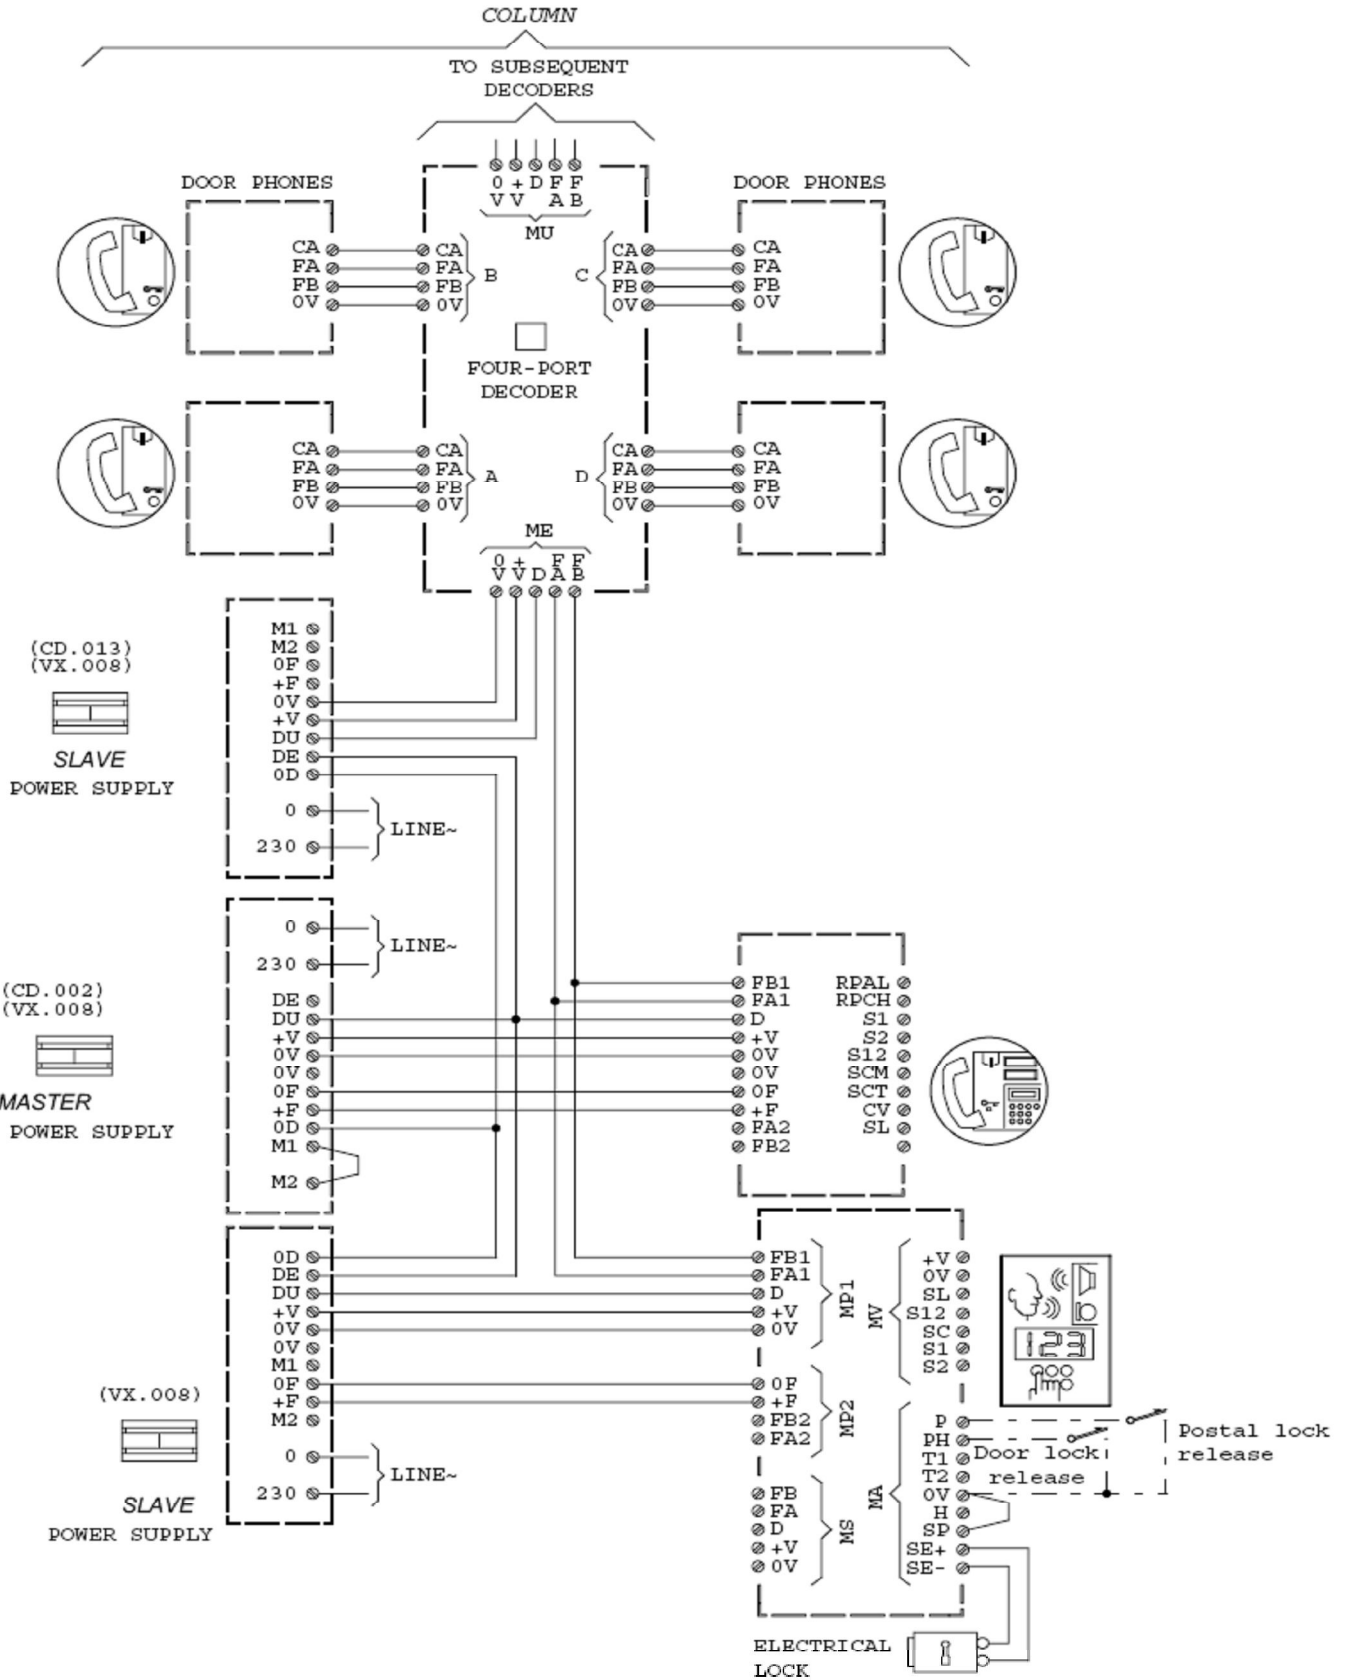 COLUMN
TO SUBSEQUENT
DECODERS
DOOR PHONES
0 + D F F
V V A B
MU
DOOR PHONES
CA CA CA CA
FA FA B C FA FA
FB FB FB FB
0V 0V 0V 0V
FOUR-PORT
DECODER
CA CA CA CA
FA FA A D FA FA
FB FB FB FB
0V 0V 0V 0V
ME
0 + F F
V V D A B
(CD.013)
(VX.008)
SLAVE
POWER SUPPLY
M1
M2
0F
+F
0V
+V
DU
DE
0D
0
LINE~
230
(CD.002)
(VX.008)
MASTER
POWER SUPPLY
0
LINE~
230
DE
DU
+V
0V
0V
0F
+F
0D
M1
M2
FB1 RPAL
FA1 RPCH
D S1
+V S2
0V S12
0V SCM
0F SCT
+F CV
FA2 SL
FB2
(VX.008)
SLAVE
POWER SUPPLY
0D
DE
DU
+V
0V
0V
M1
0F
+F
M2
0
LINE~
230
FB1
FA1
D
+V
0V
MP1
0F
+F
FB2
FA2
MP2
FB
FA
D
+V
0V
MS
MV
+V
0V
SL
S12
SC
S1
S2
123
MA
P
PH
T1
T2
0V
H
SP
SE+
SE-
Postal lock
release
Door lock
release
ELECTRICAL
LOCK